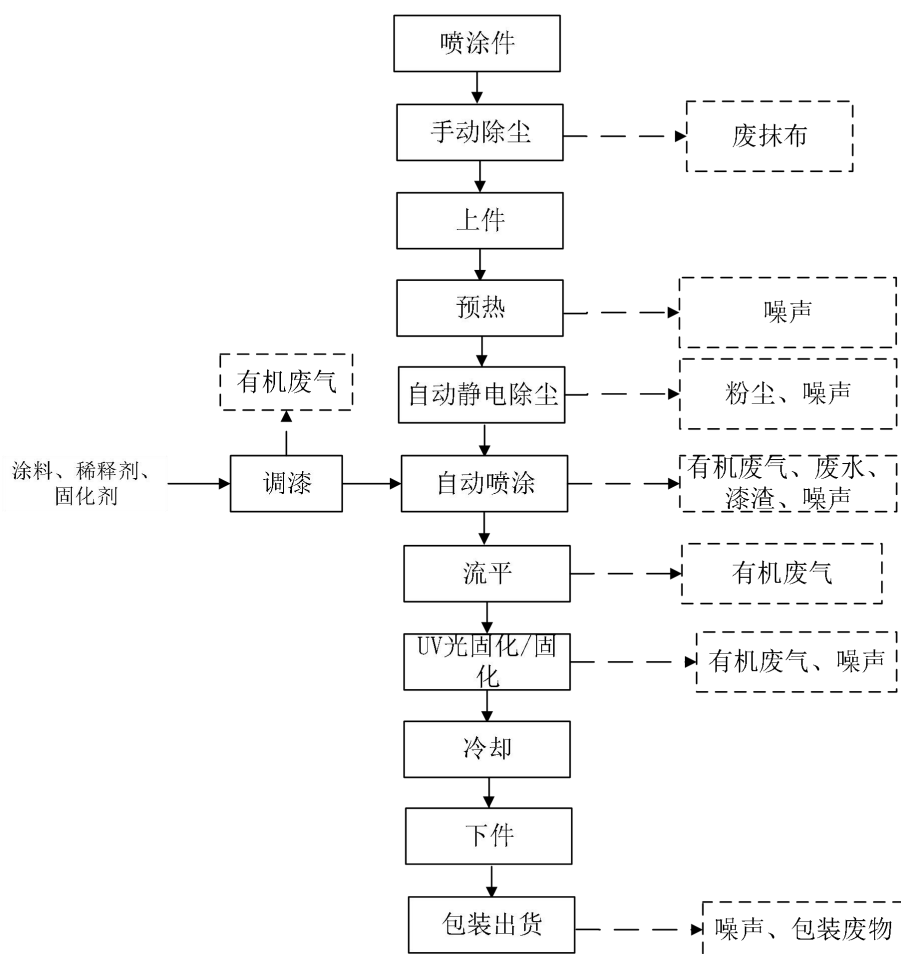 喷涂件
手动除尘
废抹布
上件
预热
噪声
有机废气
自动静电除尘
粉尘、噪声
涂料、稀释剂、
固化剂
调漆
自动喷涂
有机废气、废水、
漆渣、噪声
流平
有机废气
UV光固化/固
化
有机废气、噪声
冷却
下件
包装出货
噪声、包装废物